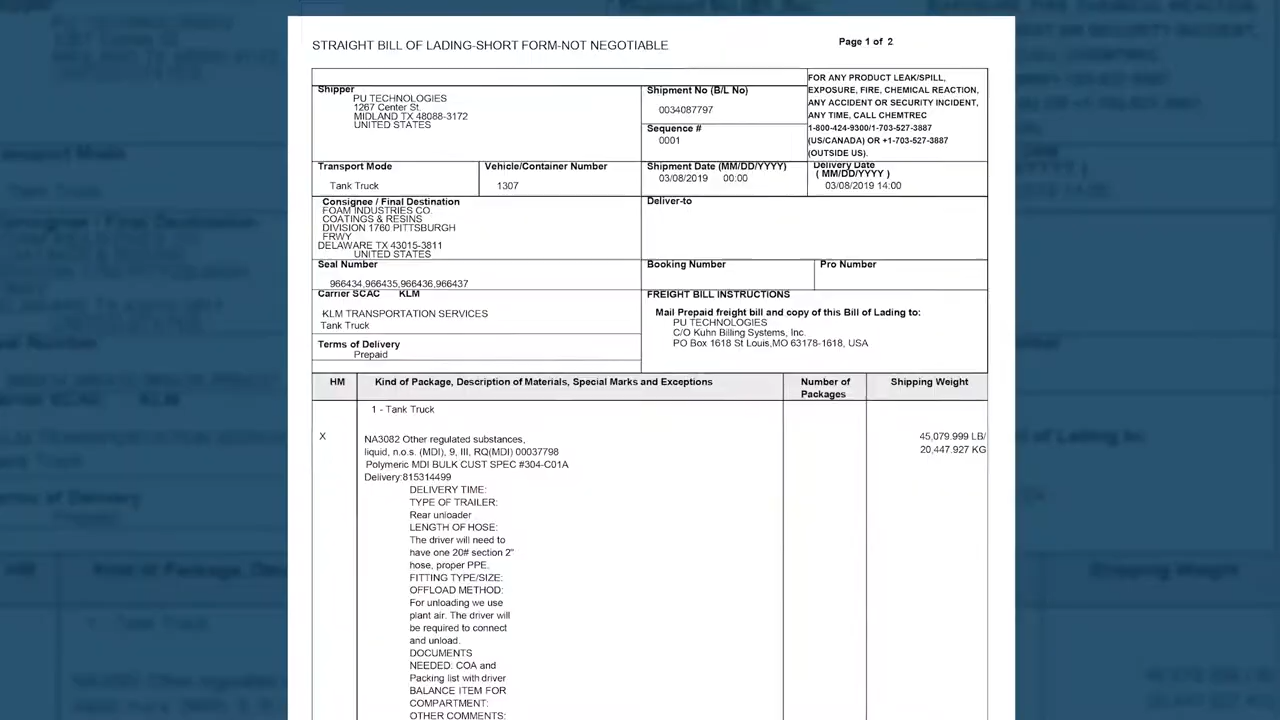 STRAIGHT BILL OF LADING-SHORT FORM-NOT NEGOTIABLE
Page 1 of 2
Shipper
PU TECHNOLOGIES
1267 Center St.
MIDLAND TX 48088-3172
UNITED STATES
Shipment No (B/L No)
0034087797
Sequence #
0001
FOR ANY PRODUCT LEAK/SPILL,
EXPOSURE, FIRE, CHEMICAL REACTION,
ANY ACCIDENT OR SECURITY INCIDENT,
ANY TIME, CALL CHEMTREC
1-800-424-9300/1-703-527-3887
(US/CANADA) OR +1-703-527-3887
(OUTSIDE US).
Transport Mode
Tank Truck
Vehicle/Container Number
1307
Shipment Date (MM/DD/YYYY)
03/08/2019 00:00
Delivery Date
( MM/DD/YYYY )
03/08/2019 14:00
Consignee / Final Destination
FOAM INDUSTRIES CO.
COATINGS & RESINS
DIVISION 1760 PITTSBURGH
FRWY
DELAWARE TX 43015-3811
UNITED STATES
Deliver-to
Seal Number
966434,966435,966436,966437
Booking Number
Pro Number
Carrier SCAC KLM
KLM TRANSPORTATION SERVICES
Tank Truck
FREIGHT BILL INSTRUCTIONS
Mail Prepaid freight bill and copy of this Bill of Lading to:
PU TECHNOLOGIES
C/O Kuhn Billing Systems, Inc.
PO Box 1618 St Louis,MO 63178-1618, USA
Terms of Delivery
Prepaid
HM
Kind of Package, Description of Materials, Special Marks and Exceptions
Number of
Packages
Shipping Weight
1 - Tank Truck
X
NA3082 Other regulated substances,
liquid, n.o.s. (MDI), 9, III, RQ(MDI) 00037798
Polymeric MDI BULK CUST SPEC #304-C01A
Delivery:815314499
45,079.999 LB/
20,447.927 KG
DELIVERY TIME:
TYPE OF TRAILER:
Rear unloader
LENGTH OF HOSE:
The driver will need to
have one 20# section 2"
hose, proper PPE.
FITTING TYPE/SIZE:
OFFLOAD METHOD:
For unloading we use
plant air. The driver will
be required to connect
and unload.
DOCUMENTS
NEEDED: COA and
Packing list with driver
BALANCE ITEM FOR
COMPARTMENT:
OTHER COMMENTS: